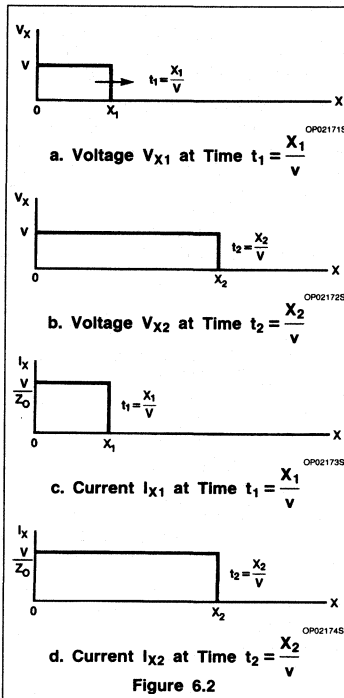 Vx
V
t1 = X1/V
0 X1 X
OP02171S
a. Voltage Vx1 at Time t1 = X1/v
Vx
V
t2 = X2/V
0 X2 X
OP02172S
b. Voltage Vx2 at Time t2 = X2/v
Ix
V/Zo
t1 = X1/V
0 X1 X
OP02173S
c. Current Ix1 at Time t1 = X1/v
Ix
V/Zo
t2 = X2/V
0 X2 X
OP02174S
d. Current Ix2 at Time t2 = X2/v
Figure 6.2